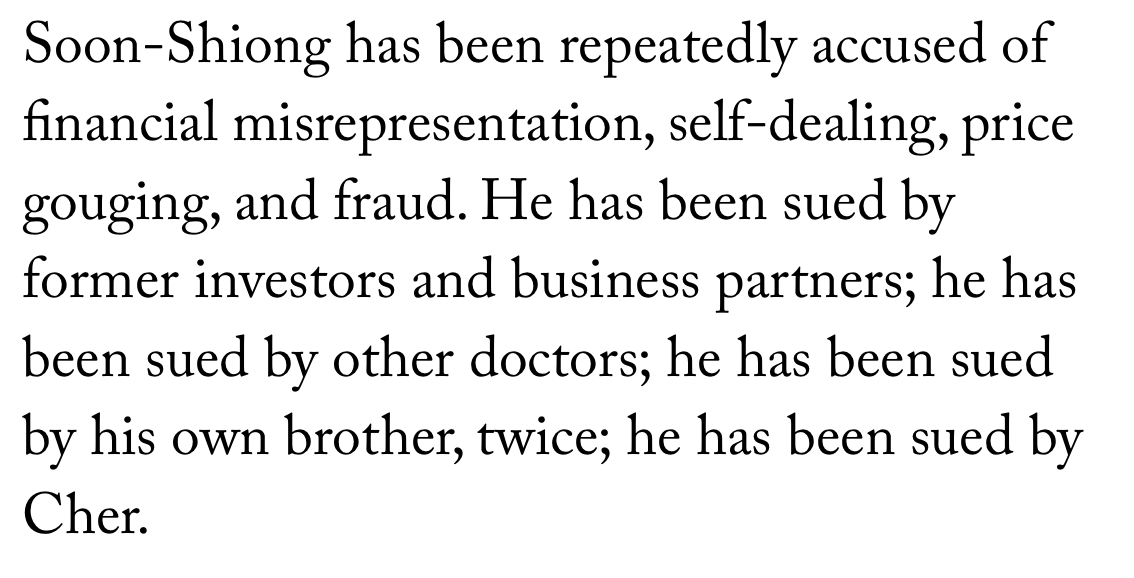 Soon-Shiong has been repeatedly accused of
financial misrepresentation, self-dealing, price
gouging, and fraud. He has been sued by
former investors and business partners; he has
been sued by other doctors; he has been sued
by his own brother, twice; he has been sued by
Cher.